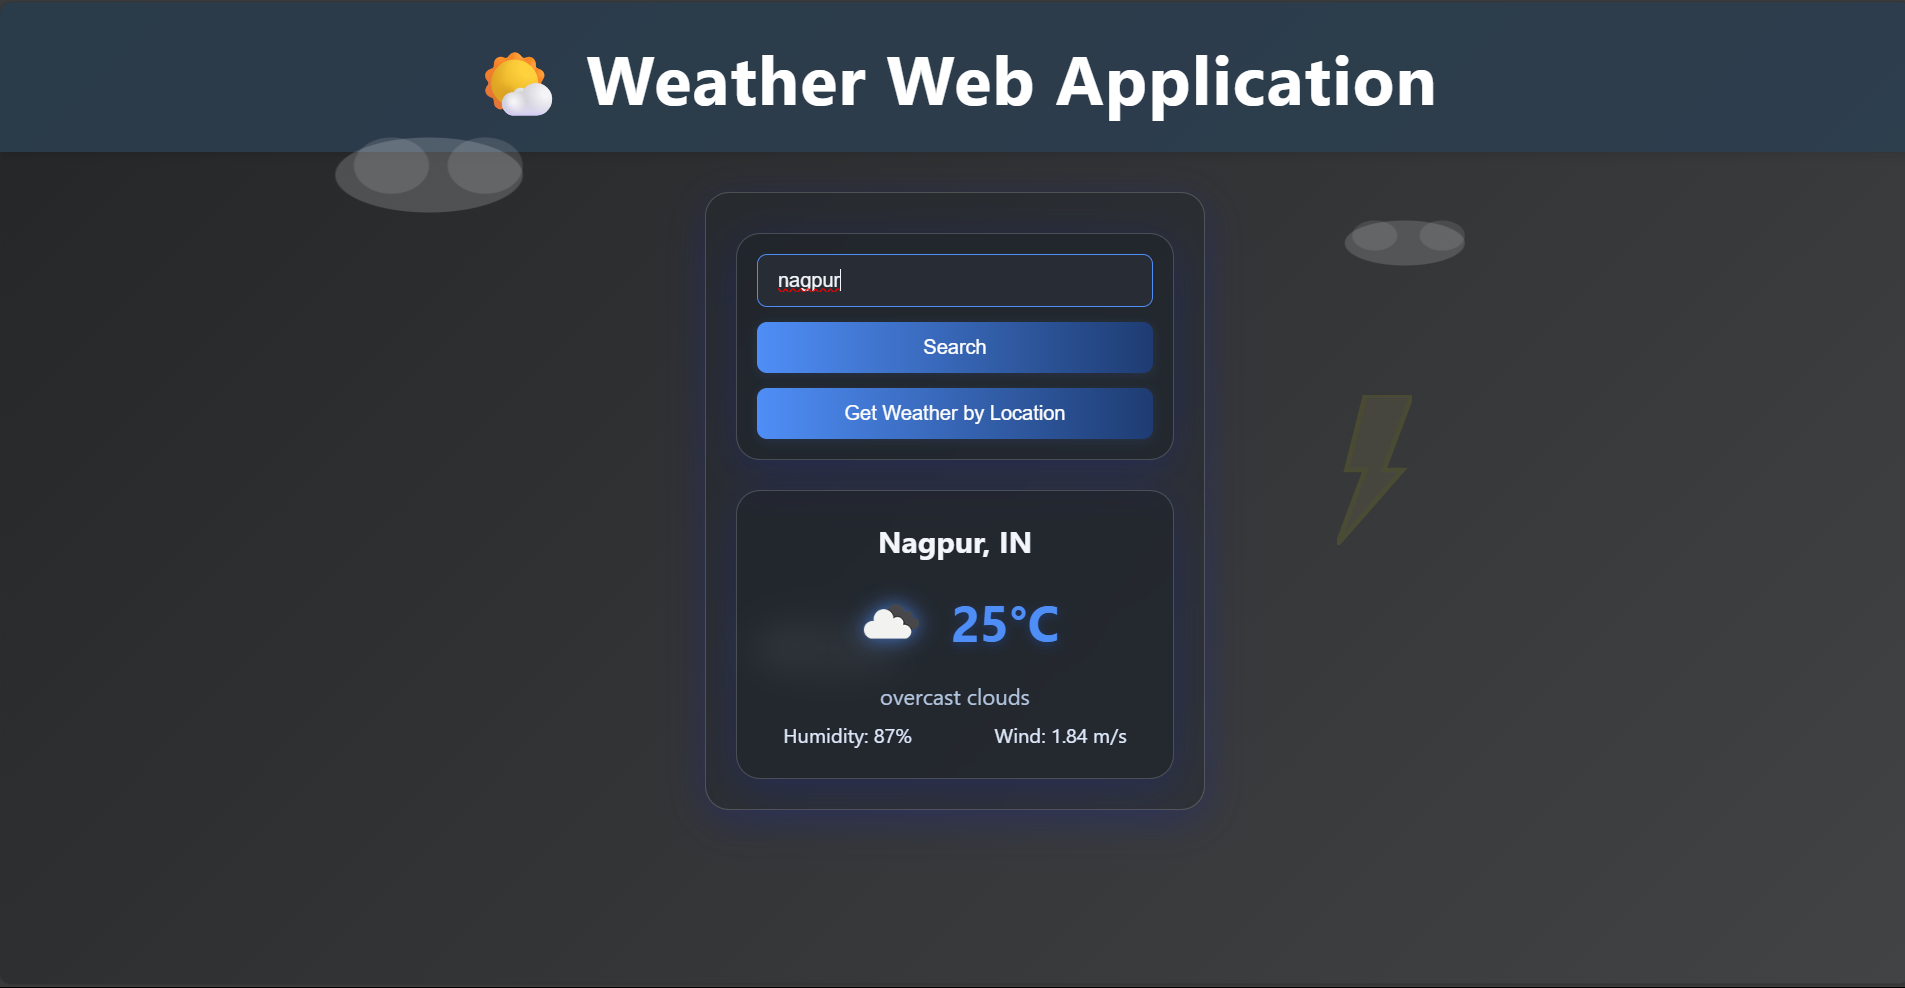 Weather Web Application
nagpur
Search
Get Weather by Location
Nagpur, IN
25°C
overcast clouds
Humidity: 87% Wind: 1.84 m/s